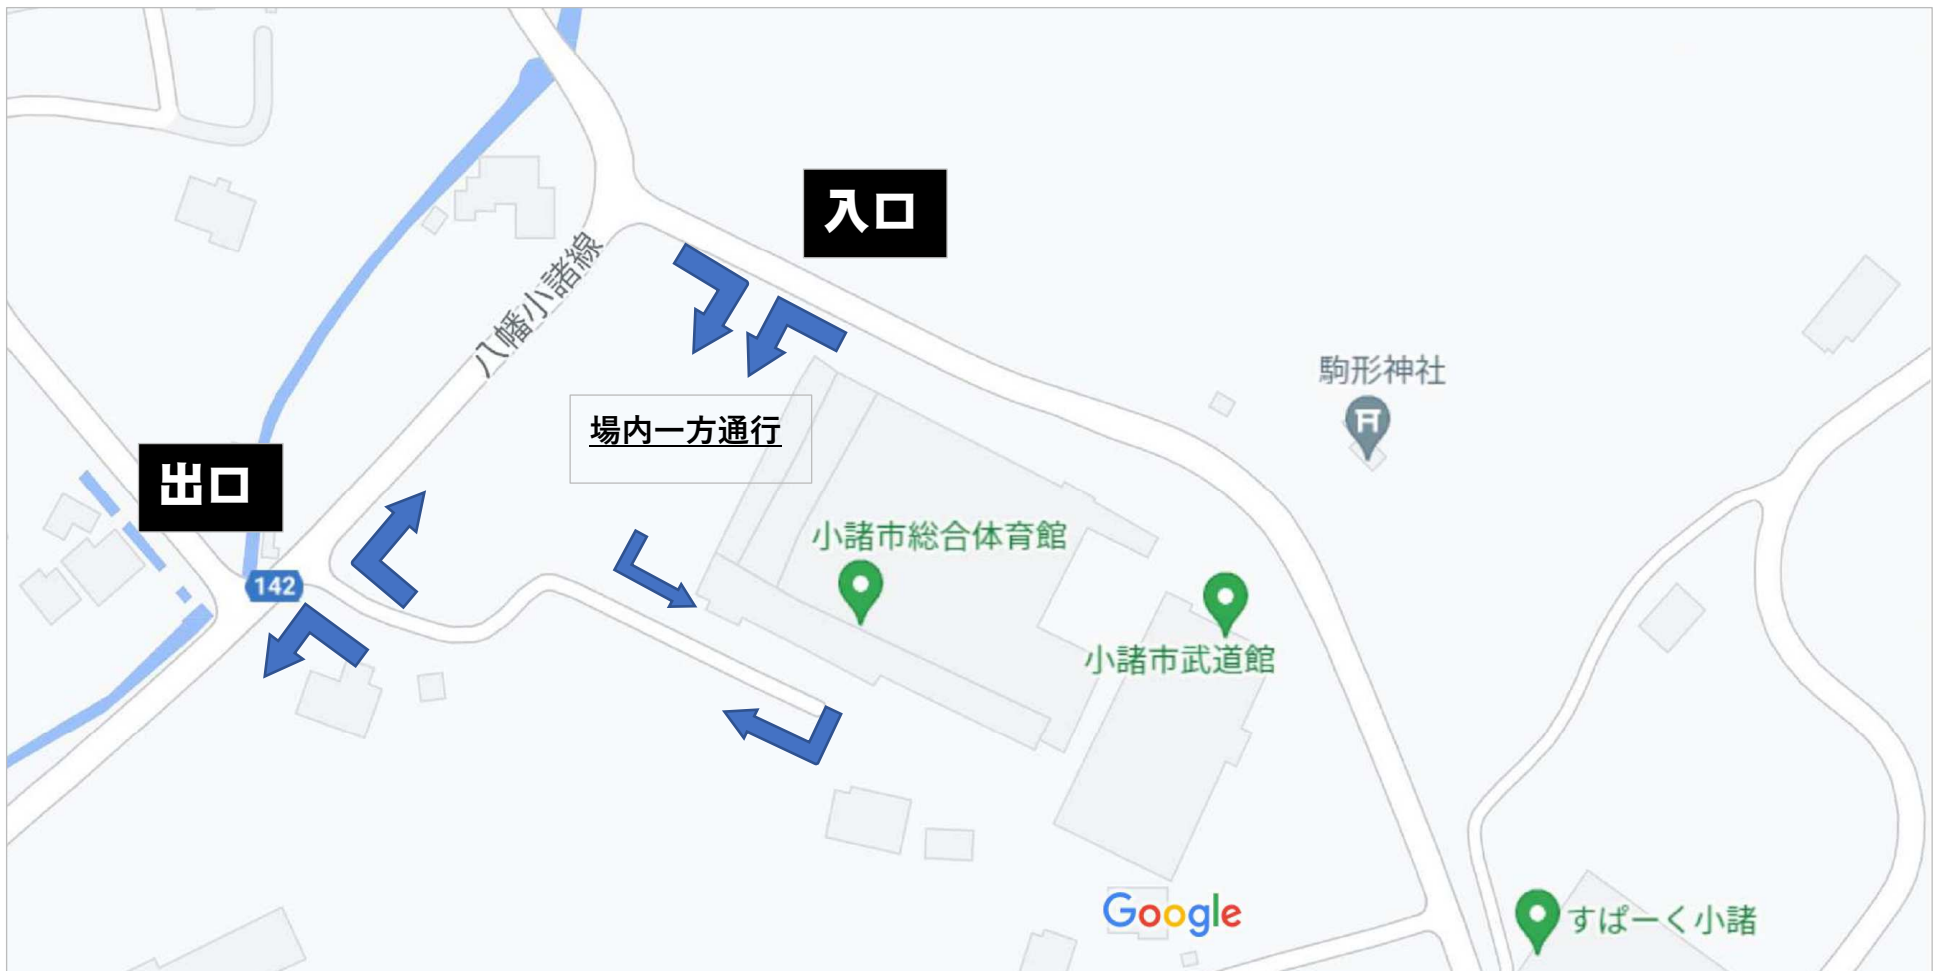 入口
八幡小諸線
駒形神社
場内一方通行
出口
小諸市総合体育館
142
小諸市武道館
Google
すぱーく小諸